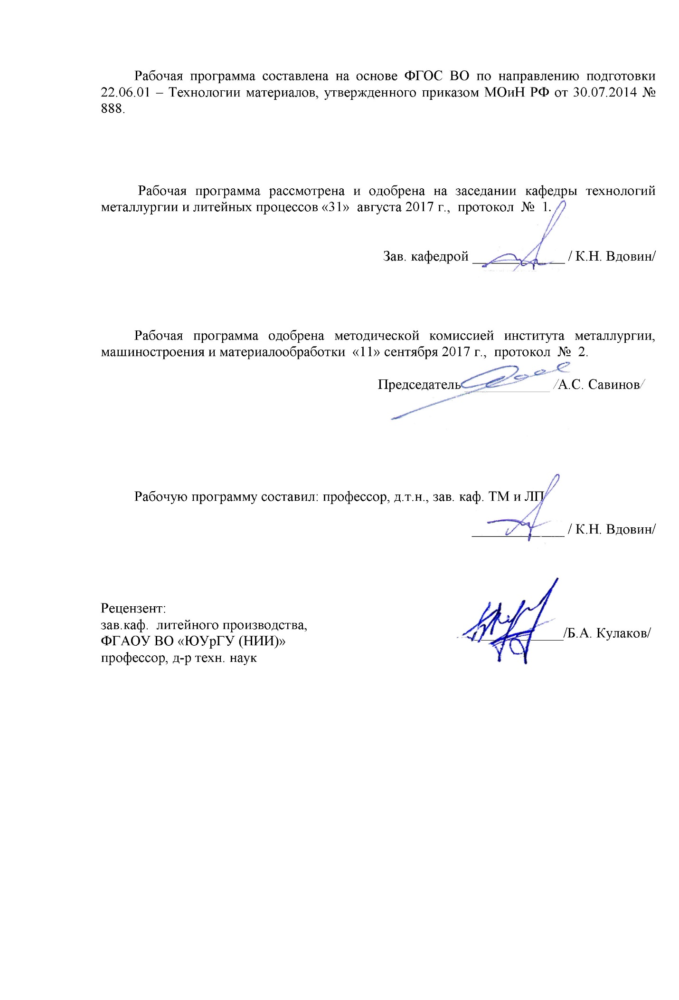 Рабочая программа составлена на основе ФГОС ВО по направлению подготовки
22.06.01 – Технологии материалов, утвержденного приказом МОиН РФ от 30.07.2014 №
888.
Рабочая программа рассмотрена и одобрена на заседании кафедры технологий
металлургии и литейных процессов «31» августа 2017 г., протокол № 1.
Зав. кафедрой _____________ / К.Н. Вдовин/
Рабочая программа одобрена методической комиссией института металлургии,
машиностроения и материалообработки «11» сентября 2017 г., протокол № 2.
Председатель_____________ /А.С. Савинов/
Рабочую программу составил: профессор, д.т.н., зав. каф. ТМ и ЛП
_____________ / К.Н. Вдовин/
Рецензент:
зав.каф. литейного производства,
ФГАОУ ВО «ЮУрГУ (НИИ)» _____________/Б.А. Кулаков/
профессор, д-р техн. наук